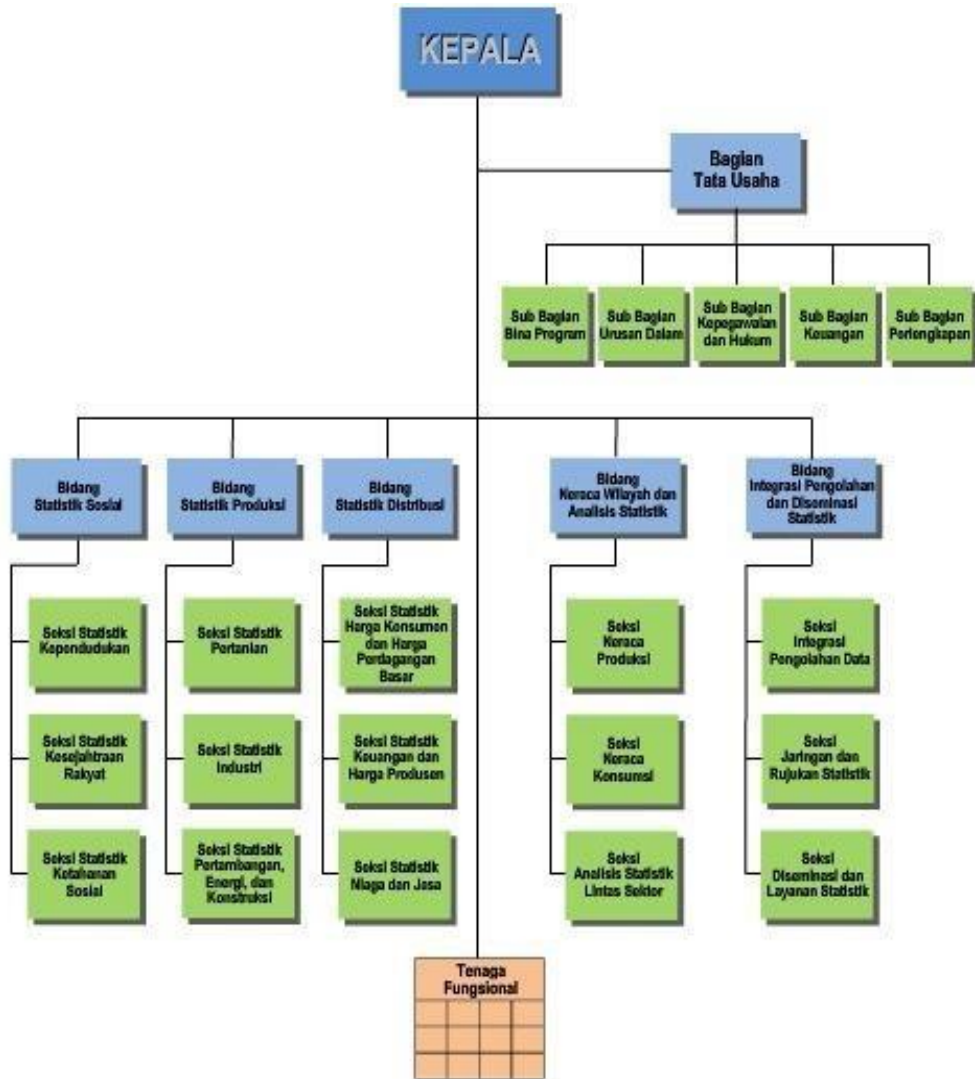 KEPALA
Bagian
Tata Usaha
Sub Bagian
Bina Program
Sub Bagian
Urusan Dalam
Sub Bagian
Kepegawaian
dan Hukum
Sub Bagian
Keuangan
Sub Bagian
Perlengkapan
Bidang
Statistik Sosial
Bidang
Statistik Produksi
Bidang
Statistik Distribusi
Bidang
Neraca Wilayah dan
Analisis Statistik
Bidang
Integrasi Pengolahan
dan Diseminasi
Statistik
Seksi Statistik
Kependudukan
Seksi Statistik
Kesejahtraan
Rakyat
Seksi Statistik
Ketahanan
Sosial
Seksi Statistik
Pertanian
Seksi Statistik
Industri
Seksi Statistik
Pertambangan,
Energi, dan
Konstruksi
Seksi Statistik
Harga Konsumen
dan Harga
Perdagangan
Basar
Seksi Statistik
Keuangan dan
Harga Produsen
Seksi Statistik
Niaga dan Jasa
Seksi
Neraca
Produksi
Seksi
Neraca
Konsumsi
Seksi
Analisis Statistik
Lintas Sektor
Seksi
Integrasi
Pengolahan Data
Seksi
Jaringan dan
Rujukan Statistik
Seksi
Diseminasi dan
Layanan Statistik
Tenaga
Fungsional